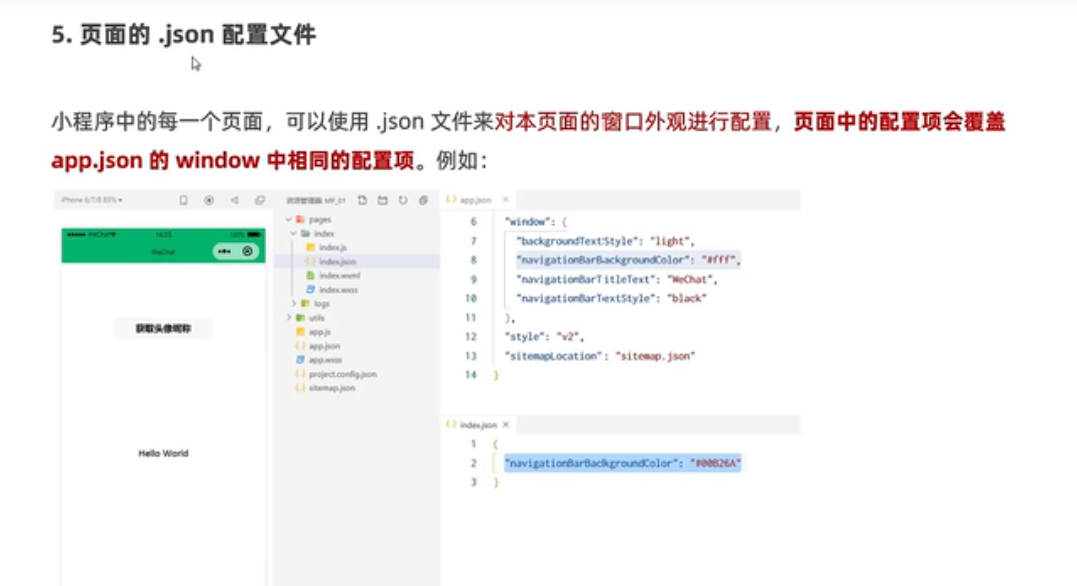 5. 页面的 .json 配置文件
小程序中的每一个页面，可以使用 .json 文件来对本页面的窗口外观进行配置，页面中的配置项会覆盖
app.json 的 window 中相同的配置项。例如：
iPhone 6/7/8 85%
资源管理器: MP_01
WeChat
16:35
100%
WeChat
获取头像昵称
Hello World
pages
index
index.js
index.json
index.wxml
index.wxss
logs
utils
app.js
app.json
app.wxss
project.config.json
sitemap.json
{ } app.json ×
6 "window": {
7 "backgroundTextStyle": "light",
8 "navigationBarBackgroundColor": "#fff",
9 "navigationBarTitleText": "WeChat",
10 "navigationBarTextStyle": "black"
11 },
12 "style": "v2",
13 "sitemapLocation": "sitemap.json"
14 }
{ } index.json ×
1 {
2 "navigationBarBackgroundColor": "#00B26A"
3 }